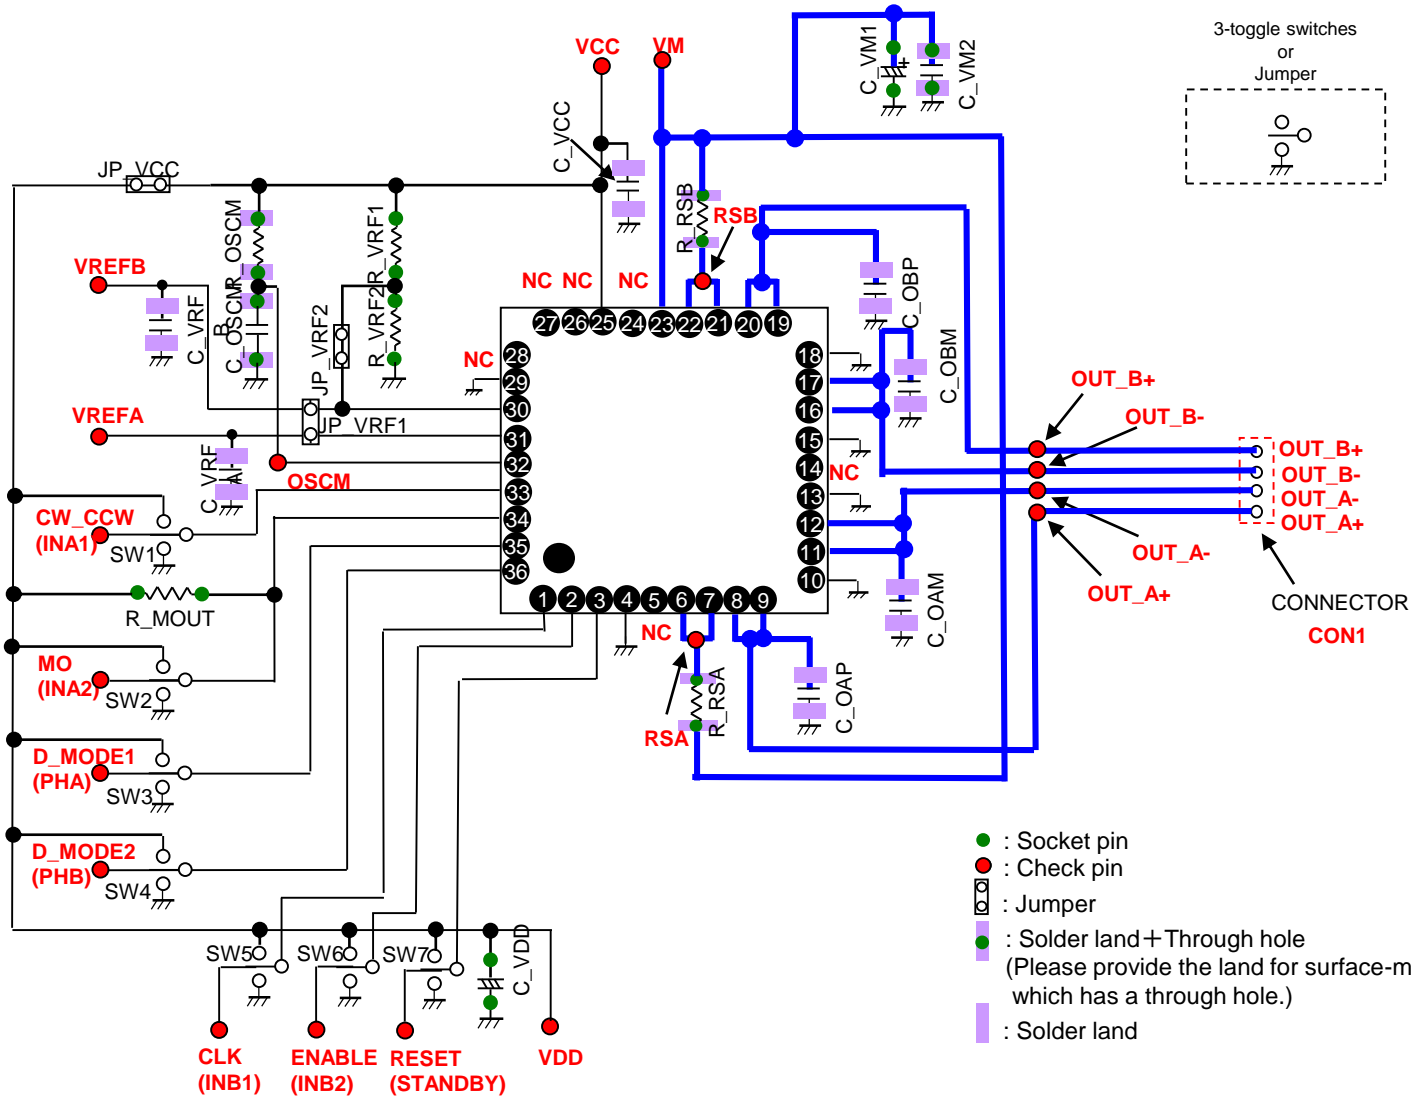 3-toggle switches
or
Jumper
VCC
VM
C_VM1
+
C_VM2
C_VCC
JP_VCC
R_OSCM
R_VRF1
R_RSB
RSB
VREFB
NC NC NC
C_OBP
C_VRF
B
C_OSCM
JP_VRF2
R_VRF2
27 26 25 24 23 22 21 20 19
NC
28
29
30
31
32
33
34
35
36
18
17
16
15
14
13
12
11
10
NC
C_OBM
OUT_B+
OUT_B-
VREFA
JP_VRF1
C_VRF
A
OSCM
OUT_B+
OUT_B-
OUT_A-
OUT_A+
CW_CCW
(INA1)
SW1
OUT_A-
OUT_A+
R_MOUT
1 2 3 4 5 6 7 8 9
C_OAM
CONNECTOR
CON1
NC
MO
(INA2)
SW2
R_RSA
C_OAP
RSA
D_MODE1
(PHA)
SW3
D_MODE2
(PHB)
SW4
: Socket pin
: Check pin
: Jumper
: Solder land＋Through hole
(Please provide the land for surface-m
which has a through hole.)
: Solder land
SW5
SW6
SW7
C_VDD
CLK
(INB1)
ENABLE
(INB2)
RESET
(STANDBY)
VDD